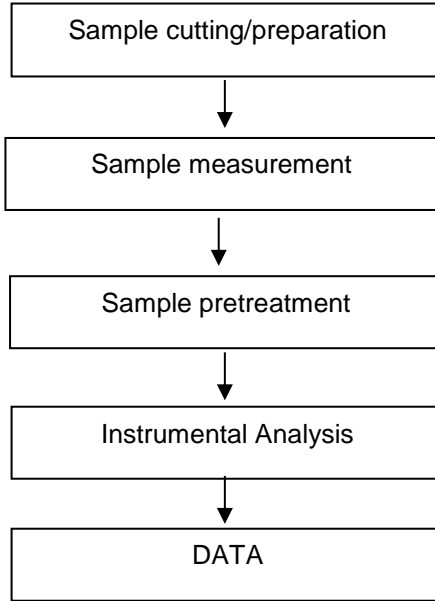 Sample cutting/preparation
Sample measurement
Sample pretreatment
Instrumental Analysis
DATA